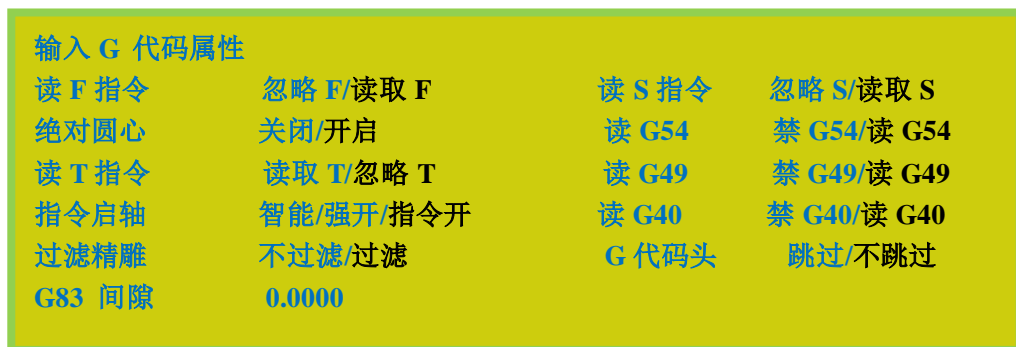 输入 G 代码属性
读 F 指令 忽略 F/读取 F 读 S 指令 忽略 S/读取 S
绝对圆心 关闭/开启 读 G54 禁 G54/读 G54
读 T 指令 读取 T/忽略 T 读 G49 禁 G49/读 G49
指令启轴 智能/强开/指令开 读 G40 禁 G40/读 G40
过滤精雕 不过滤/过滤 G 代码头 跳过/不跳过
G83 间隙 0.0000